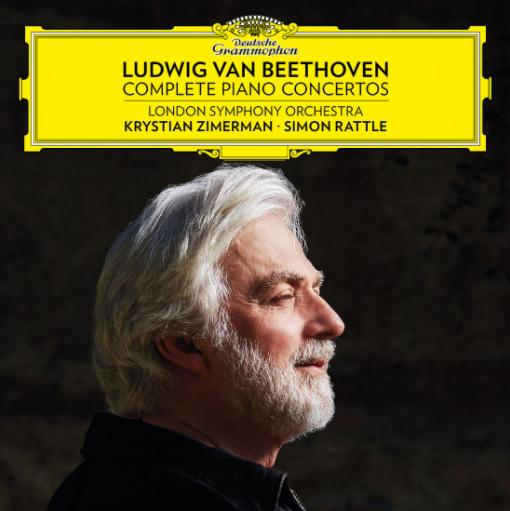 Deutsche
Grammophon
LUDWIG VAN BEETHOVEN
COMPLETE PIANO CONCERTOS
LONDON SYMPHONY ORCHESTRA
KRYSTIAN ZIMERMAN · SIMON RATTLE